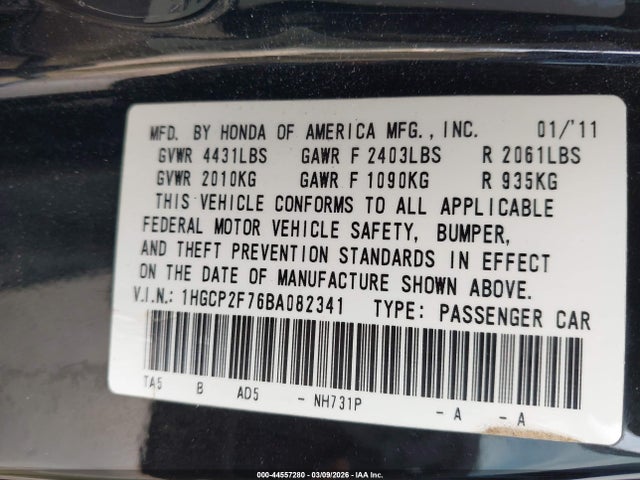 MFD. BY HONDA OF AMERICA MFG., INC. 01/'11
GVWR 4431LBS GAWR F 2403LBS R 2061LBS
GVWR 2010KG GAWR F 1090KG R 935KG
THIS VEHICLE CONFORMS TO ALL APPLICABLE
FEDERAL MOTOR VEHICLE SAFETY, BUMPER,
AND THEFT PREVENTION STANDARDS IN EFFECT
ON THE DATE OF MANUFACTURE SHOWN ABOVE.
V.I.N.: 1HGCP2F76BA082341 TYPE: PASSENGER CAR
TA5 B AD5 - NH731P - A - A
000-44557280 - 03/09/2026 - IAA Inc.